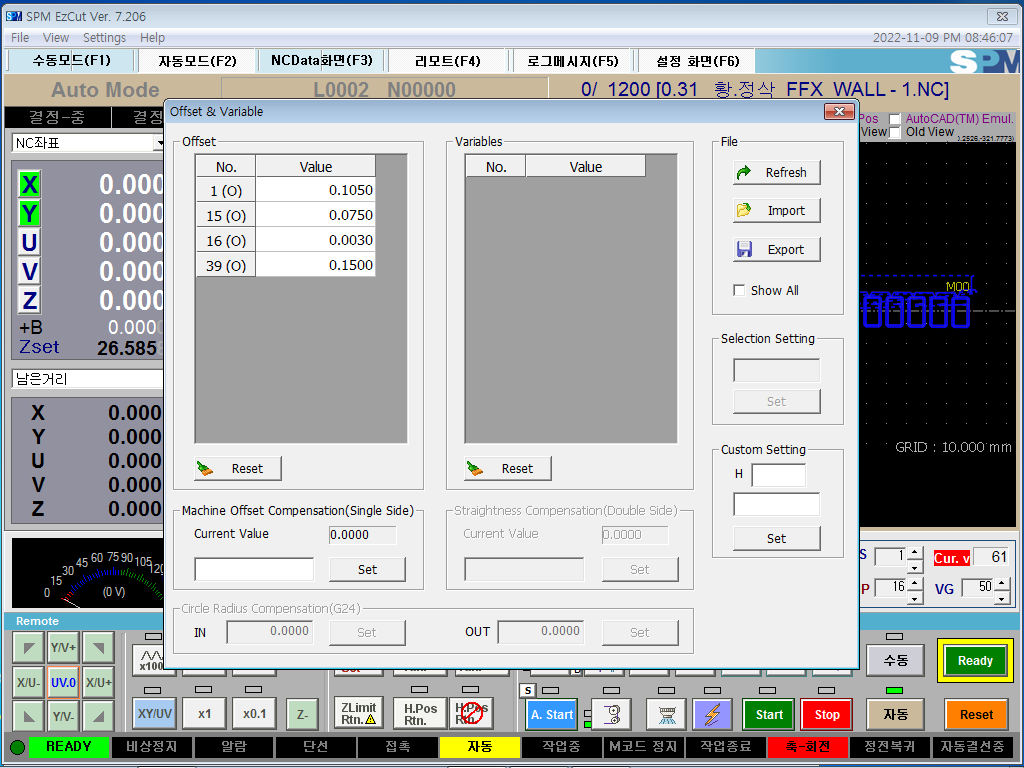 SPM EzCut Ver. 7.206
File View Settings Help
2022-11-09 PM 08:46:07
수동모드(F1) 자동모드(F2) NCData화면(F3) 리모트(F4) 로그메시지(F5) 설정 화면(F6)
SPM
Auto Mode L0002 N00000 0/ 1200 [0.31 황.정삭 FFX WALL - 1.NC]
결정-중 결정
NC좌표
X 0.000
Y 0.000
U 0.000
V 0.000
Z 0.000
+B 0.000
Zset 26.585
남은거리
X 0.000
Y 0.000
U 0.000
V 0.000
Z 0.000
Offset & Variable
Offset
No. Value
1 (O) 0.1050
15 (O) 0.0750
16 (O) 0.0030
39 (O) 0.1500
Reset
Variables
No. Value
Reset
File
Refresh
Import
Export
Show All
Selection Setting
Set
Custom Setting
H
Set
Machine Offset Compensation(Single Side)
Current Value 0.0000
Set
Straightness Compensation(Double Side)
Current Value 0.0000
Set
Circle Radius Compensation(G24)
IN 0.0000 Set OUT 0.0000 Set
Pos AutoCAD(TM) Emul.
View Old View
M00
GRID : 10.000 mm
S 1 Cur. v 61
P 16 VG 50
0 15 30 45 60 75 90 105 120
(0 V)
Remote
Y/V+
x100
수동 Ready
X/U- UV.0 X/U+
Y/V- XY/UV x1 x0.1 Z- ZLimit Rtn. H.Pos Rtn. S A. Start Start Stop 자동 Reset
READY 비상정지 알람 단선 접촉 자동 작업중 M코드 정지 작업종료 축-회전 정전복귀 자동결선중